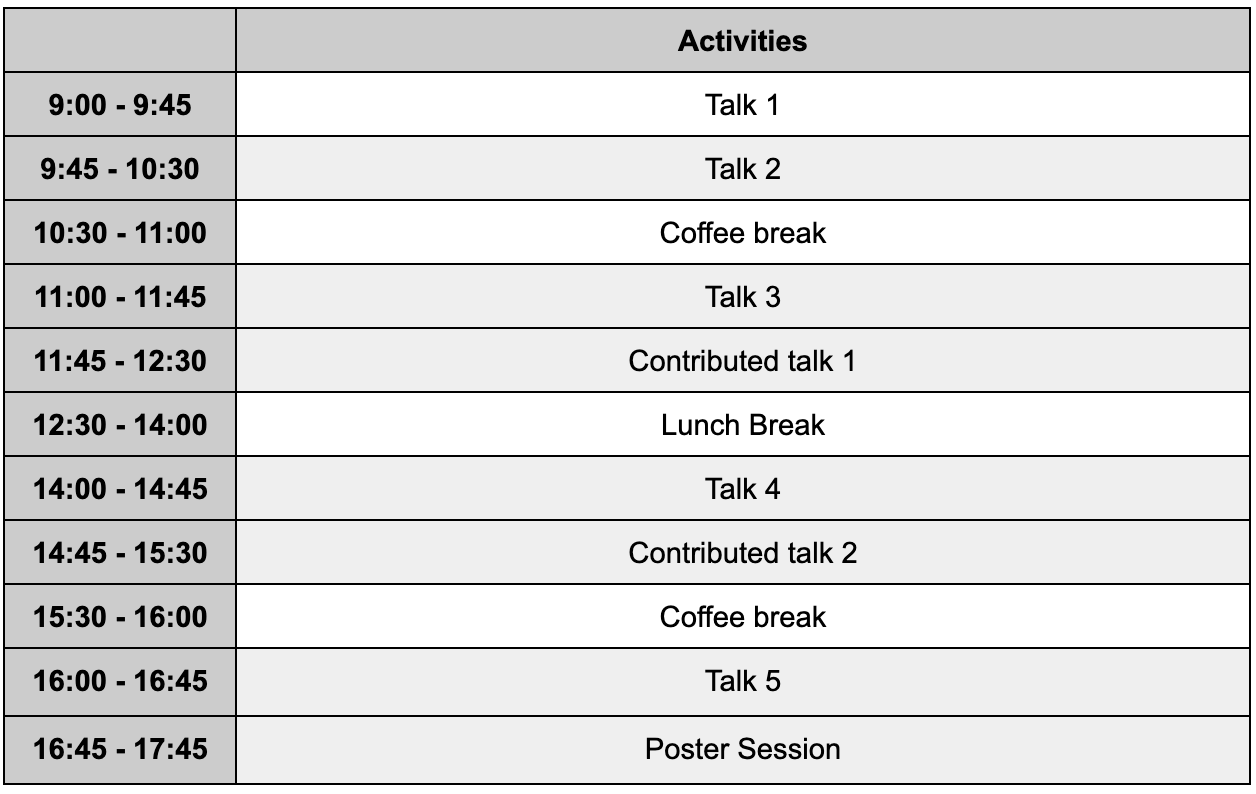 Activities
9:00 - 9:45 Talk 1
9:45 - 10:30 Talk 2
10:30 - 11:00 Coffee break
11:00 - 11:45 Talk 3
11:45 - 12:30 Contributed talk 1
12:30 - 14:00 Lunch Break
14:00 - 14:45 Talk 4
14:45 - 15:30 Contributed talk 2
15:30 - 16:00 Coffee break
16:00 - 16:45 Talk 5
16:45 - 17:45 Poster Session